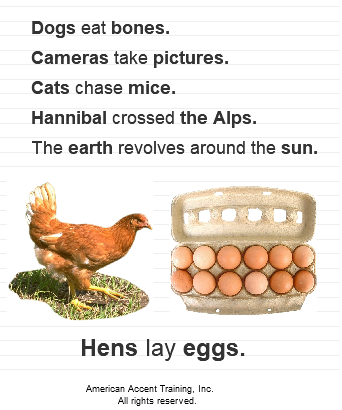 Dogs eat bones.
Cameras take pictures.
Cats chase mice.
Hannibal crossed the Alps.
The earth revolves around the sun.
Hens lay eggs.
American Accent Training, Inc.
All rights reserved.